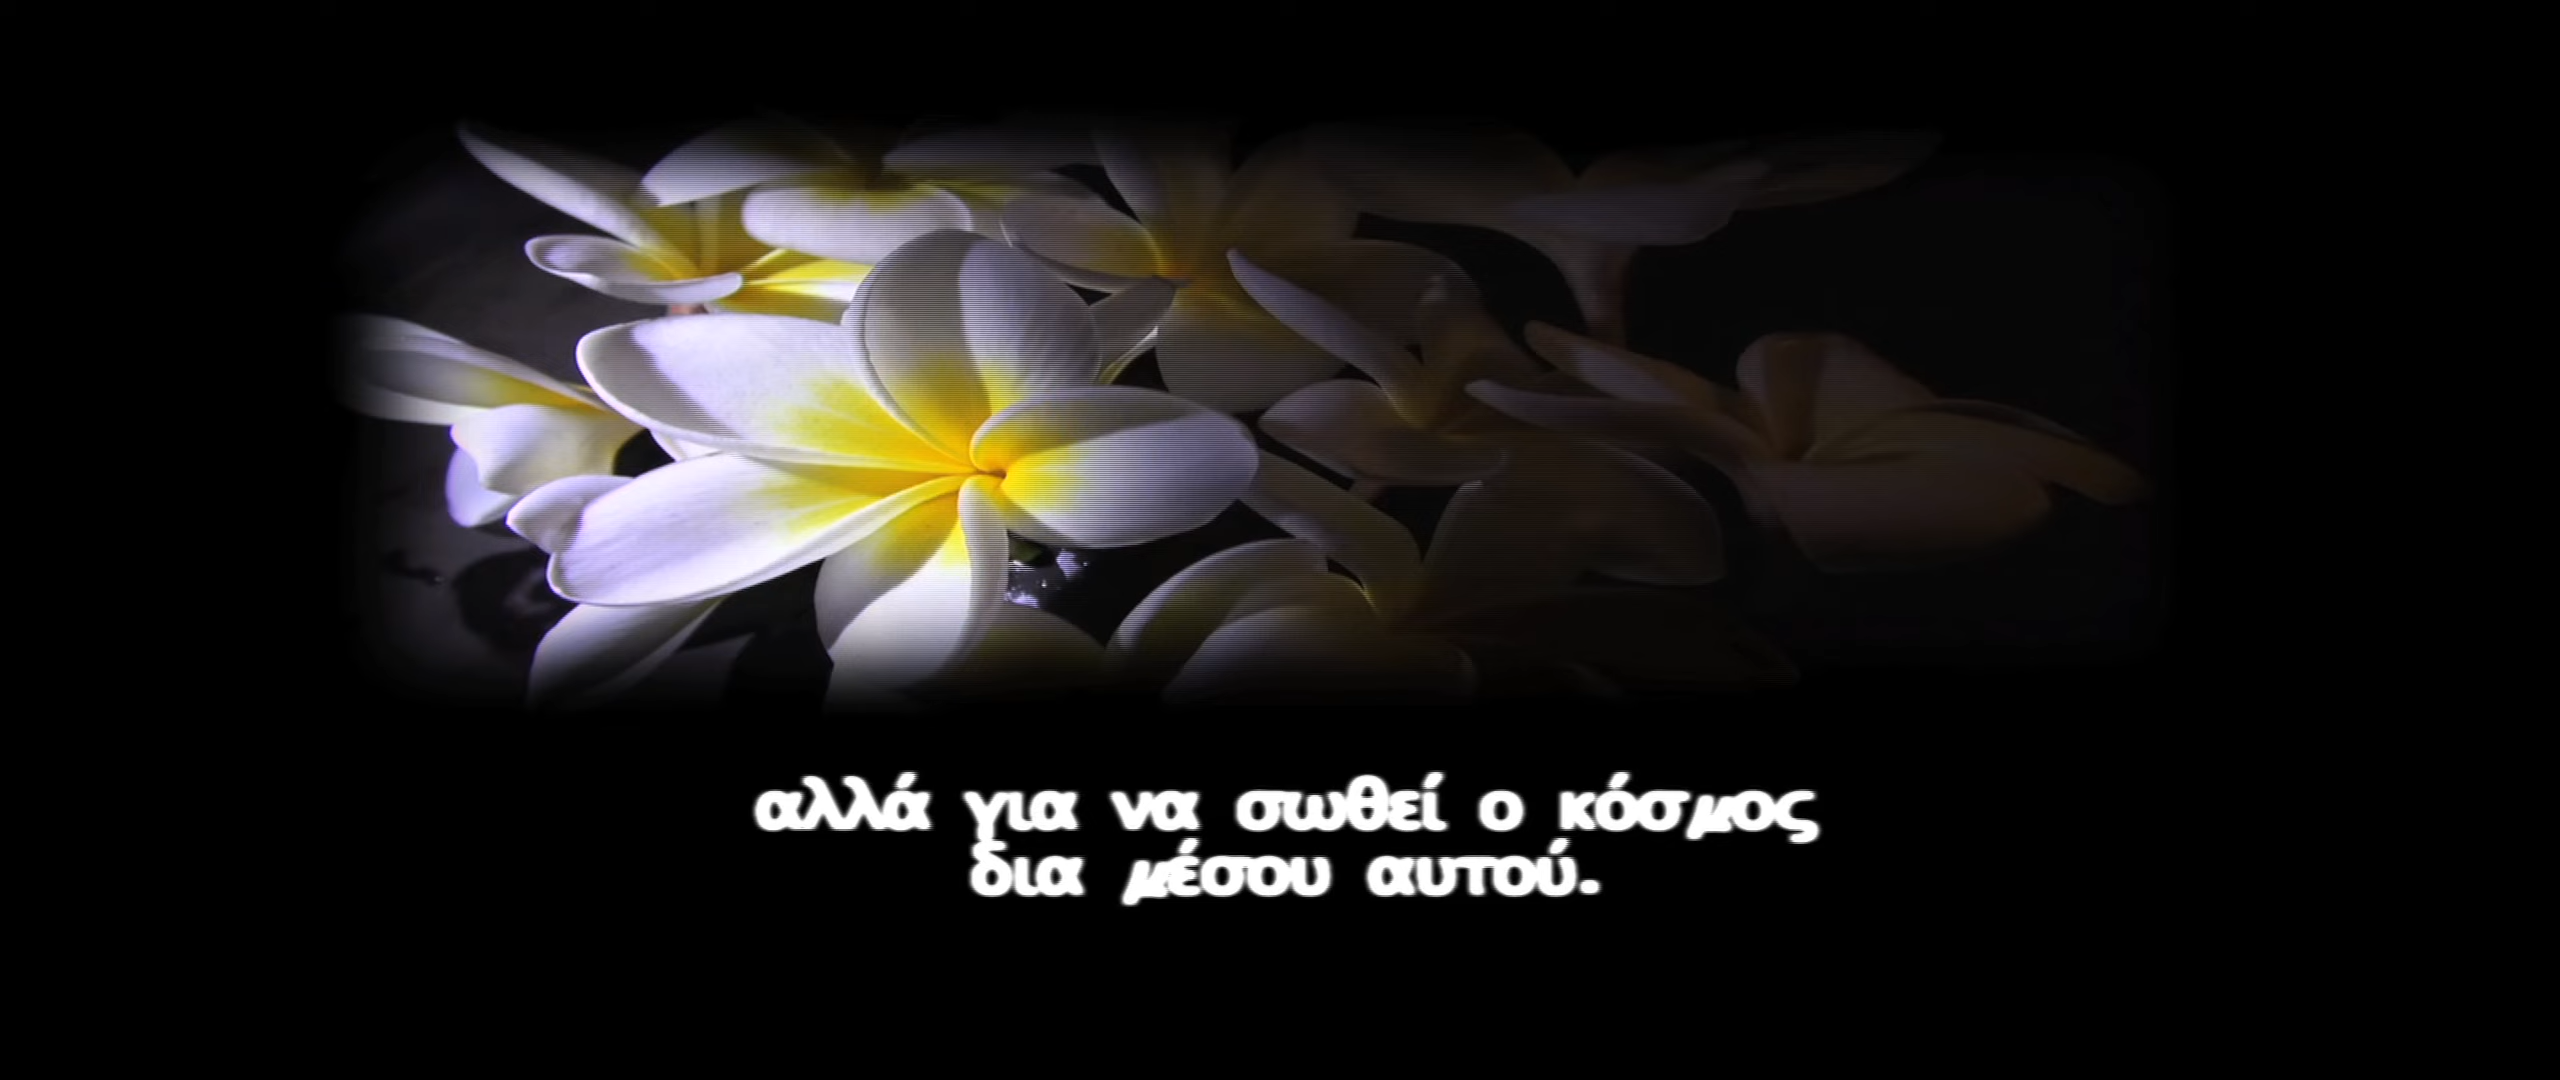 αλλά για να σωθεί ο κόσμος
δια μέσου αυτού.